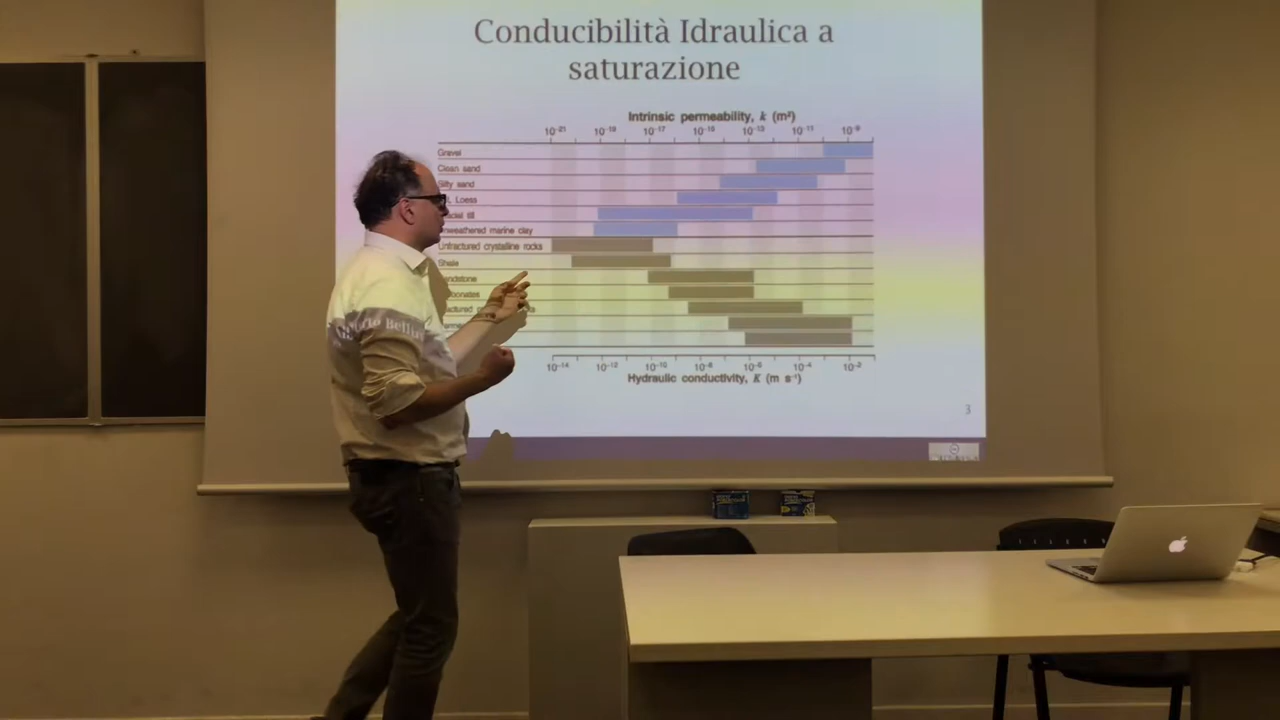 Conducibilità Idraulica a
saturazione
Intrinsic permeability, k (m²)
10⁻²¹ 10⁻¹⁹ 10⁻¹⁷ 10⁻¹⁵ 10⁻¹³ 10⁻¹¹ 10⁻⁹
Gravel
Clean sand
Silty sand
Loess
till
marine clay
Unfractured crystalline rocks
Shale
10⁻¹⁴ 10⁻¹² 10⁻¹⁰ 10⁻⁸ 10⁻⁶ 10⁻⁴ 10⁻²
Hydraulic conductivity, K (m s⁻¹)
3